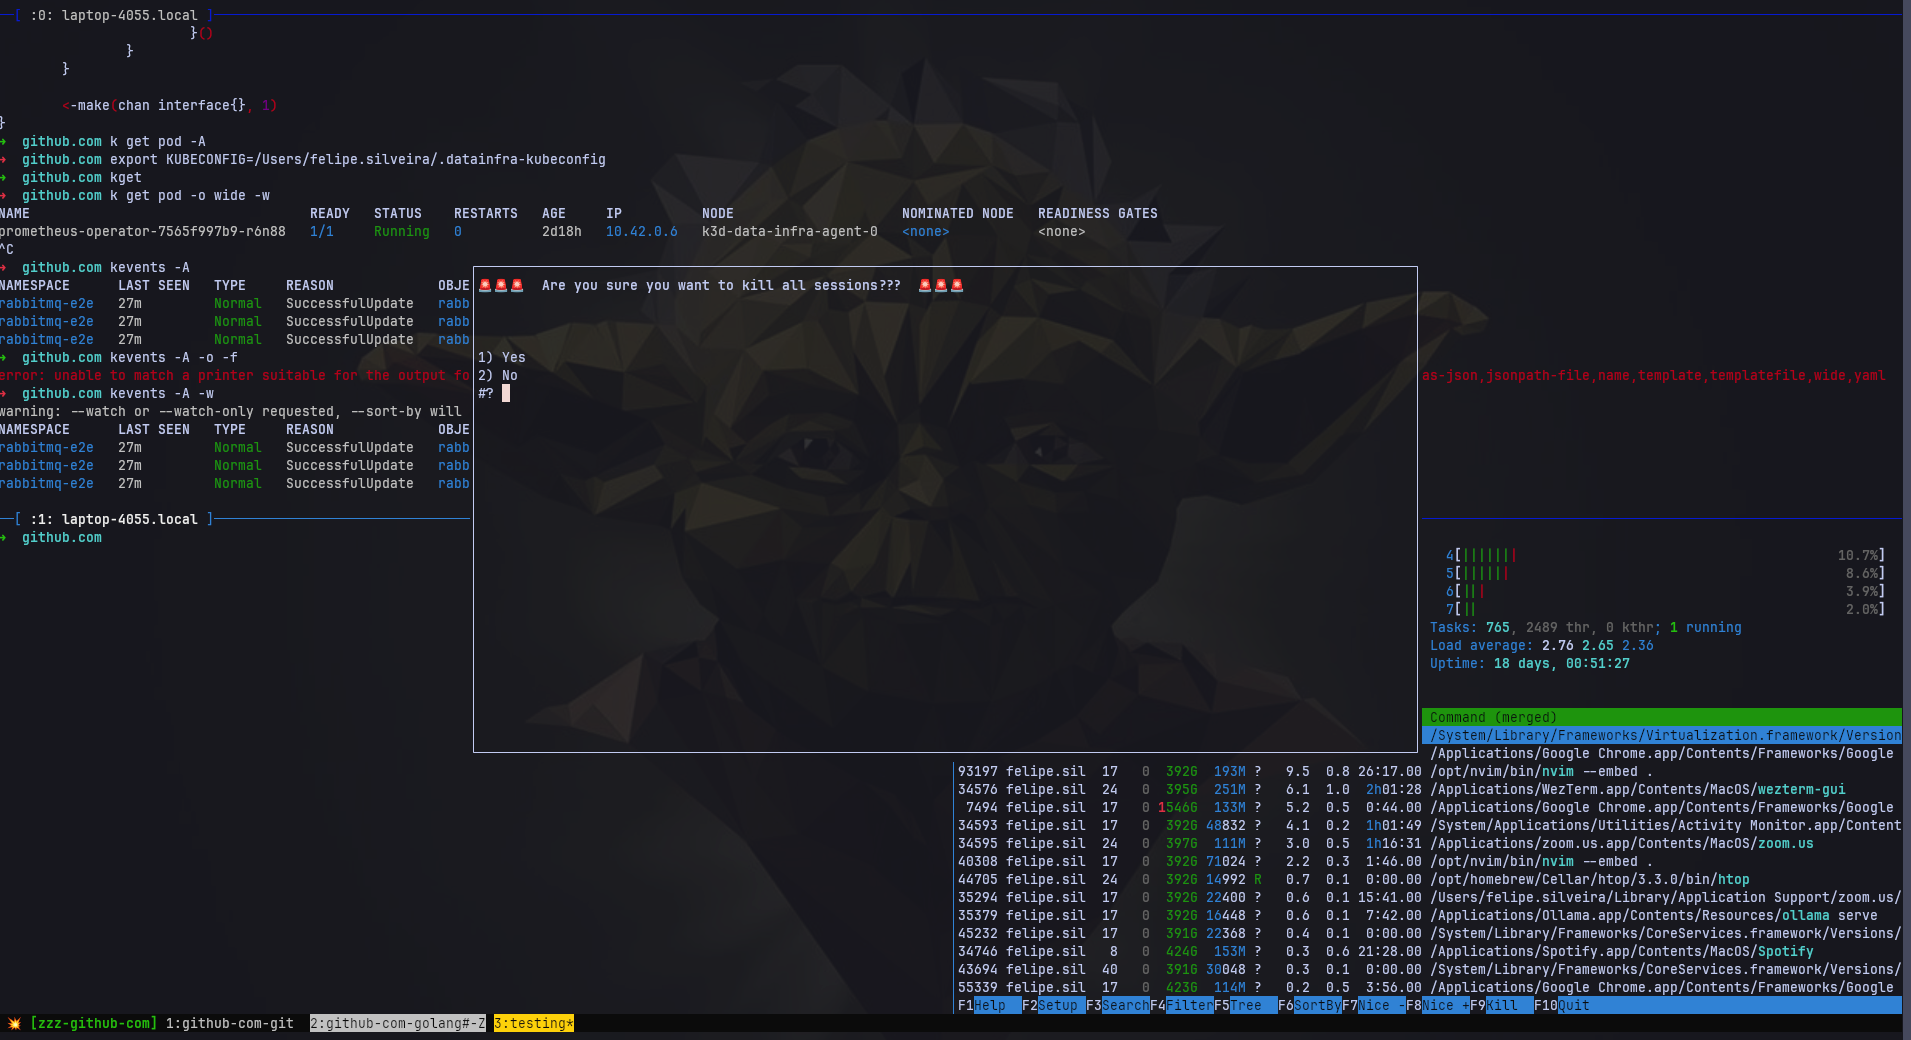 [ :0: laptop-4055.local ]
}()
}
}
<-make(chan interface{}, 1)
}
➜ github.com k get pod -A
➜ github.com export KUBECONFIG=/Users/felipe.silveira/.datainfra-kubeconfig
➜ github.com kget
➜ github.com k get pod -o wide -w
NAME READY STATUS RESTARTS AGE IP NODE NOMINATED NODE READINESS GATES
prometheus-operator-7565f997b9-r6n88 1/1 Running 0 2d18h 10.42.0.6 k3d-data-infra-agent-0 <none> <none>
^C
➜ github.com kevents -A
NAMESPACE LAST SEEN TYPE REASON OBJE
rabbitmq-e2e 27m Normal SuccessfulUpdate rabb
rabbitmq-e2e 27m Normal SuccessfulUpdate rabb
rabbitmq-e2e 27m Normal SuccessfulUpdate rabb
➜ github.com kevents -A -o -f
error: unable to match a printer suitable for the output fo as-json,jsonpath-file,name,template,templatefile,wide,yaml
➜ github.com kevents -A -w
warning: --watch or --watch-only requested, --sort-by will
NAMESPACE LAST SEEN TYPE REASON OBJE
rabbitmq-e2e 27m Normal SuccessfulUpdate rabb
rabbitmq-e2e 27m Normal SuccessfulUpdate rabb
rabbitmq-e2e 27m Normal SuccessfulUpdate rabb
🚨🚨🚨 Are you sure you want to kill all sessions??? 🚨🚨🚨
1) Yes
2) No
#?
[ :1: laptop-4055.local ]
➜ github.com
4[||||||| 10.7%]
5[|||||| 8.6%]
6[||| 3.9%]
7[|| 2.0%]
Tasks: 765, 2489 thr, 0 kthr; 1 running
Load average: 2.76 2.65 2.36
Uptime: 18 days, 00:51:27
Command (merged)
/System/Library/Frameworks/Virtualization.framework/Version
/Applications/Google Chrome.app/Contents/Frameworks/Google
93197 felipe.sil 17 0 392G 193M ? 9.5 0.8 26:17.00 /opt/nvim/bin/nvim --embed .
34576 felipe.sil 24 0 395G 251M ? 6.1 1.0 2h01:28 /Applications/WezTerm.app/Contents/MacOS/wezterm-gui
7494 felipe.sil 17 0 1546G 133M ? 5.2 0.5 0:44.00 /Applications/Google Chrome.app/Contents/Frameworks/Google
34593 felipe.sil 17 0 392G 48832 ? 4.1 0.2 1h01:49 /System/Applications/Utilities/Activity Monitor.app/Content
34595 felipe.sil 24 0 397G 111M ? 3.0 0.5 1h16:31 /Applications/zoom.us.app/Contents/MacOS/zoom.us
40308 felipe.sil 17 0 392G 71024 ? 2.2 0.3 1:46.00 /opt/nvim/bin/nvim --embed .
44705 felipe.sil 24 0 392G 14992 R 0.7 0.1 0:00.00 /opt/homebrew/Cellar/htop/3.3.0/bin/htop
35294 felipe.sil 17 0 392G 22400 ? 0.6 0.1 15:41.00 /Users/felipe.silveira/Library/Application Support/zoom.us/
35379 felipe.sil 17 0 392G 16448 ? 0.6 0.1 7:42.00 /Applications/Ollama.app/Contents/Resources/ollama serve
45232 felipe.sil 17 0 391G 22368 ? 0.4 0.1 0:00.00 /System/Library/Frameworks/CoreServices.framework/Versions/
34746 felipe.sil 8 0 424G 153M ? 0.3 0.6 21:28.00 /Applications/Spotify.app/Contents/MacOS/Spotify
43694 felipe.sil 40 0 391G 30048 ? 0.3 0.1 0:00.00 /System/Library/Frameworks/CoreServices.framework/Versions/
55339 felipe.sil 17 0 423G 114M ? 0.2 0.5 3:56.00 /Applications/Google Chrome.app/Contents/Frameworks/Google
F1Help F2Setup F3SearchF4FilterF5Tree F6SortByF7Nice -F8Nice +F9Kill F10Quit
💥 [zzz-github-com] 1:github-com-git 2:github-com-golang#-Z 3:testing*